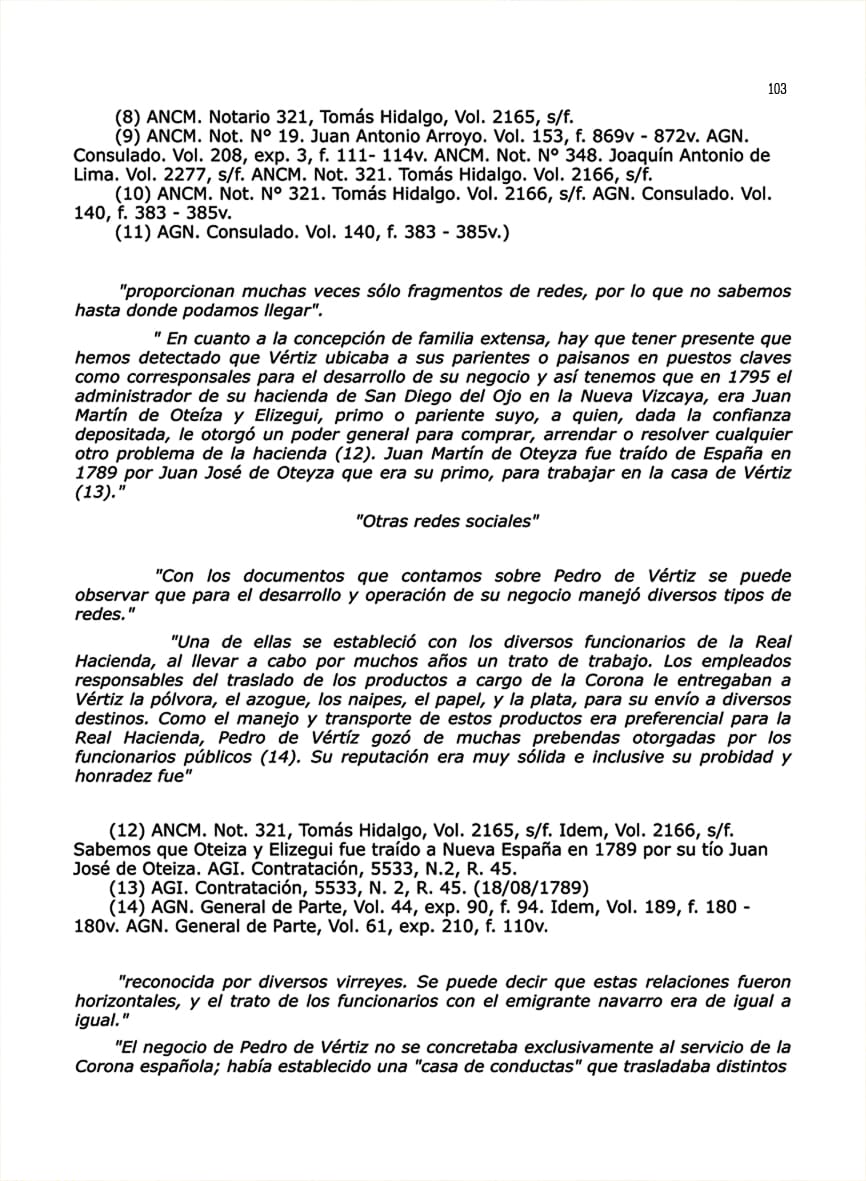 103
(8) ANCM. Notario 321, Tomás Hidalgo, Vol. 2165, s/f.
(9) ANCM. Not. Nº 19. Juan Antonio Arroyo. Vol. 153, f. 869v - 872v. AGN.
Consulado. Vol. 208, exp. 3, f. 111- 114v. ANCM. Not. Nº 348. Joaquín Antonio de
Lima. Vol. 2277, s/f. ANCM. Not. 321. Tomás Hidalgo. Vol. 2166, s/f.
(10) ANCM. Not. Nº 321. Tomás Hidalgo. Vol. 2166, s/f. AGN. Consulado. Vol.
140, f. 383 - 385v.
(11) AGN. Consulado. Vol. 140, f. 383 - 385v.)
"proporcionan muchas veces sólo fragmentos de redes, por lo que no sabemos
hasta donde podamos llegar".
" En cuanto a la concepción de familia extensa, hay que tener presente que
hemos detectado que Vértiz ubicaba a sus parientes o paisanos en puestos claves
como corresponsales para el desarrollo de su negocio y así tenemos que en 1795 el
administrador de su hacienda de San Diego del Ojo en la Nueva Vizcaya, era Juan
Martín de Oteíza y Elizegui, primo o pariente suyo, a quien, dada la confianza
depositada, le otorgó un poder general para comprar, arrendar o resolver cualquier
otro problema de la hacienda (12). Juan Martín de Oteyza fue traído de España en
1789 por Juan José de Oteyza que era su primo, para trabajar en la casa de Vértiz
(13)."
"Otras redes sociales"
"Con los documentos que contamos sobre Pedro de Vértiz se puede
observar que para el desarrollo y operación de su negocio manejó diversos tipos de
redes."
"Una de ellas se estableció con los diversos funcionarios de la Real
Hacienda, al llevar a cabo por muchos años un trato de trabajo. Los empleados
responsables del traslado de los productos a cargo de la Corona le entregaban a
Vértiz la pólvora, el azogue, los naipes, el papel, y la plata, para su envío a diversos
destinos. Como el manejo y transporte de estos productos era preferencial para la
Real Hacienda, Pedro de Vértíz gozó de muchas prebendas otorgadas por los
funcionarios públicos (14). Su reputación era muy sólida e inclusive su probidad y
honradez fue"
(12) ANCM. Not. 321, Tomás Hidalgo, Vol. 2165, s/f. Idem, Vol. 2166, s/f.
Sabemos que Oteiza y Elizegui fue traído a Nueva España en 1789 por su tío Juan
José de Oteiza. AGI. Contratación, 5533, N.2, R. 45.
(13) AGI. Contratación, 5533, N. 2, R. 45. (18/08/1789)
(14) AGN. General de Parte, Vol. 44, exp. 90, f. 94. Idem, Vol. 189, f. 180 -
180v. AGN. General de Parte, Vol. 61, exp. 210, f. 110v.
"reconocida por diversos virreyes. Se puede decir que estas relaciones fueron
horizontales, y el trato de los funcionarios con el emigrante navarro era de igual a
igual."
"El negocio de Pedro de Vértiz no se concretaba exclusivamente al servicio de la
Corona española; había establecido una "casa de conductas" que trasladaba distintos